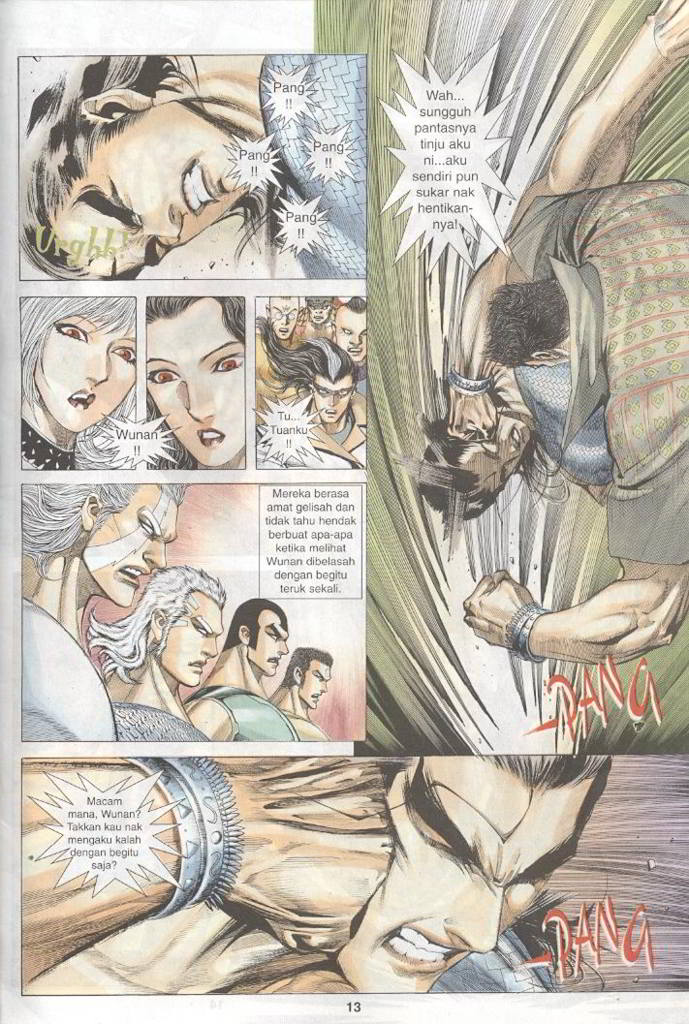 Pang
!!
Pang
!!
Pang
!!
Pang
!!
Urghh!
Wah...
sungguh
pantasnya
tinju aku
ni...aku
sendiri pun
sukar nak
hentikan-
nya!
Wunan
!!
Tu...
Tuanku
!!
Mereka berasa
amat gelisah dan
tidak tahu hendak
berbuat apa-apa
ketika melihat
Wunan dibelasah
dengan begitu
teruk sekali.
PANG
Macam
mana, Wunan?
Takkan kau nak
mengaku kalah
dengan begitu
saja?
PANG
13